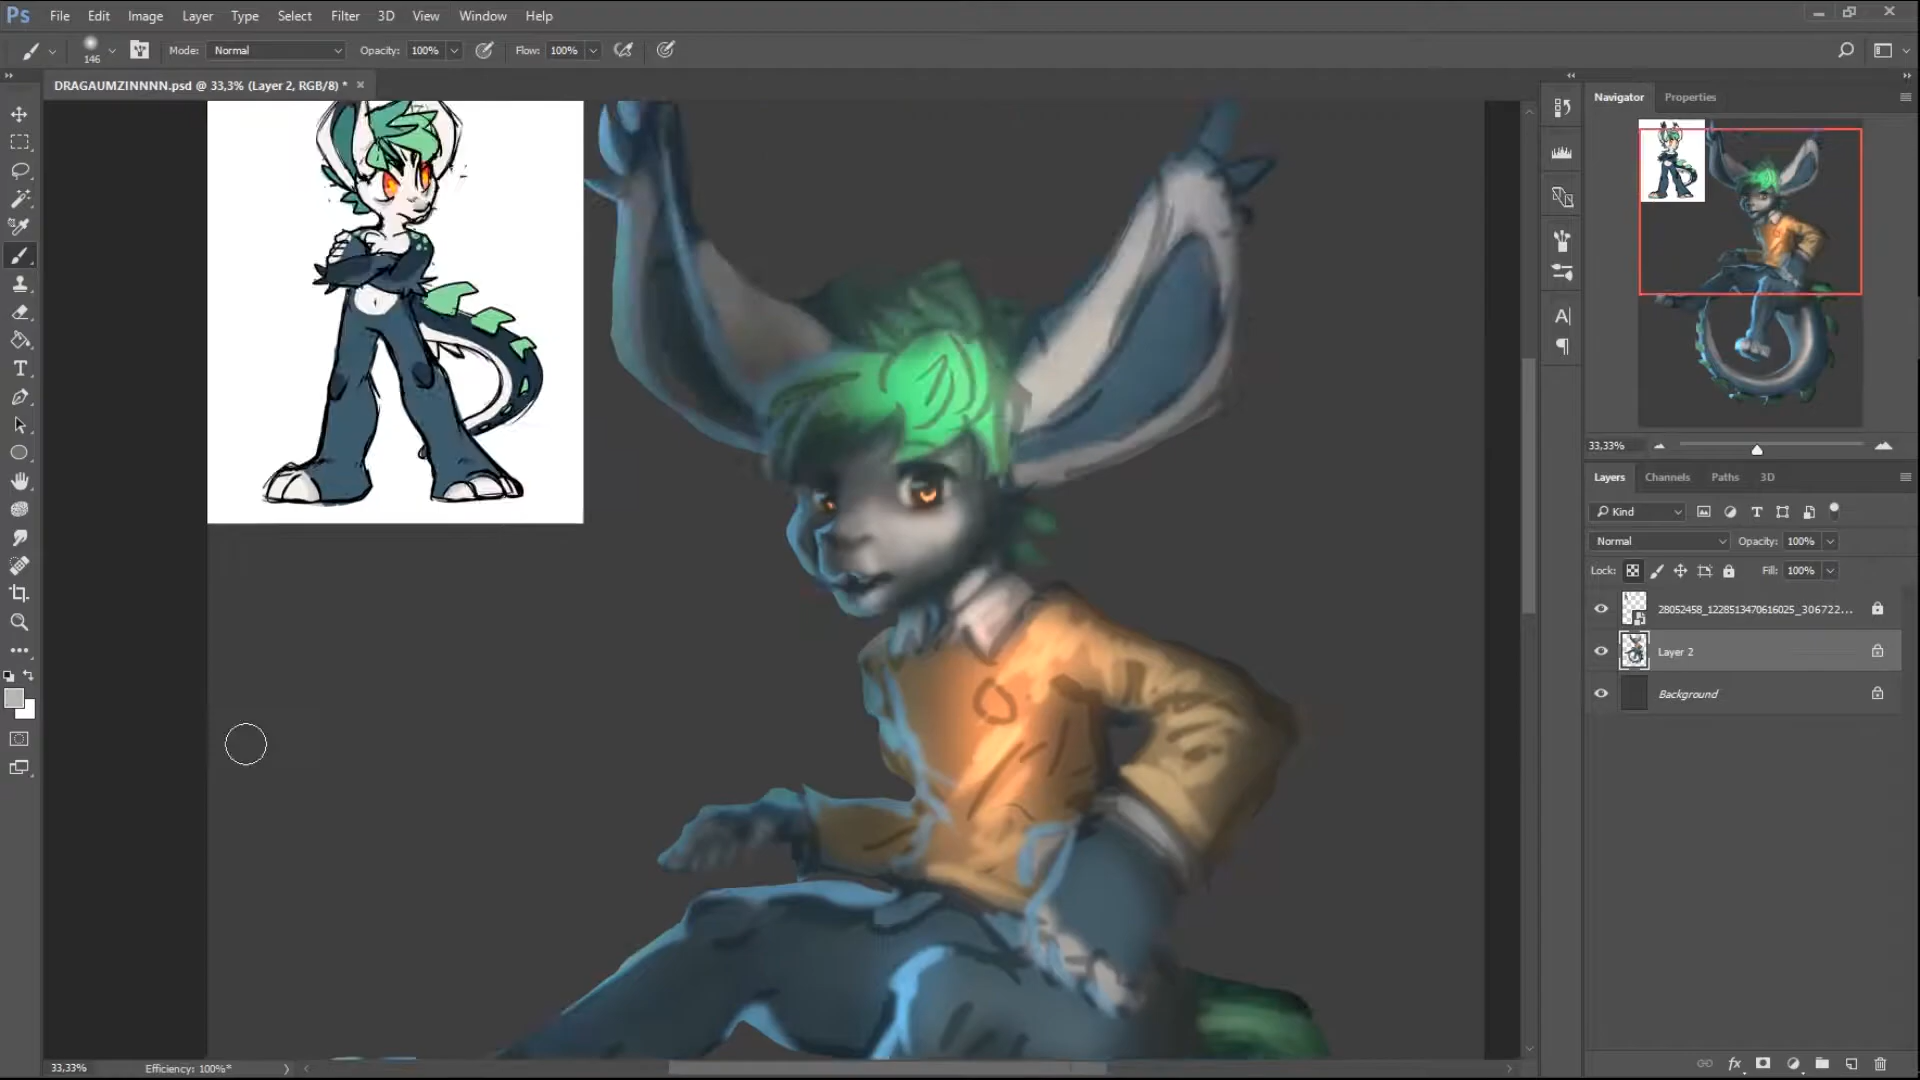 Ps File Edit Image Layer Type Select Filter 3D View Window Help
146 Mode: Normal Opacity: 100% Flow: 100%
DRAGAUMZINNNN.psd @ 33,3% (Layer 2, RGB/8) * ×
Navigator Properties
33,33%
Layers Channels Paths 3D
Kind
Normal Opacity: 100%
Lock: Fill: 100%
28052458_1228513470616025_306722...
Layer 2
Background
33,33% Efficiency: 100%*